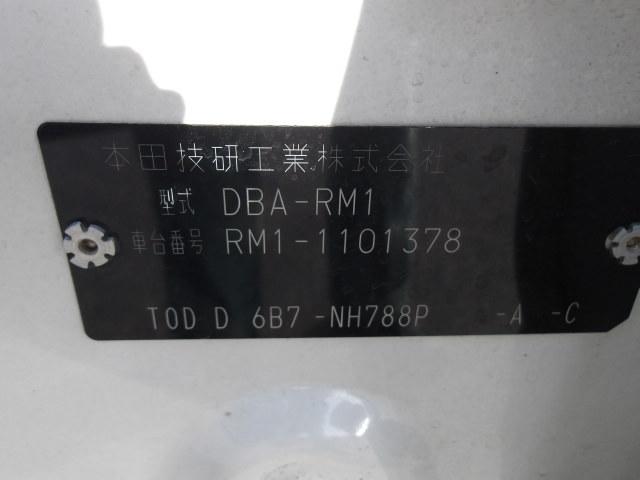 本田技研工業株式会社
型式 DBA-RM1
車台番号 RM1-1101378
TOD D 6B7 -NH788P -A -C